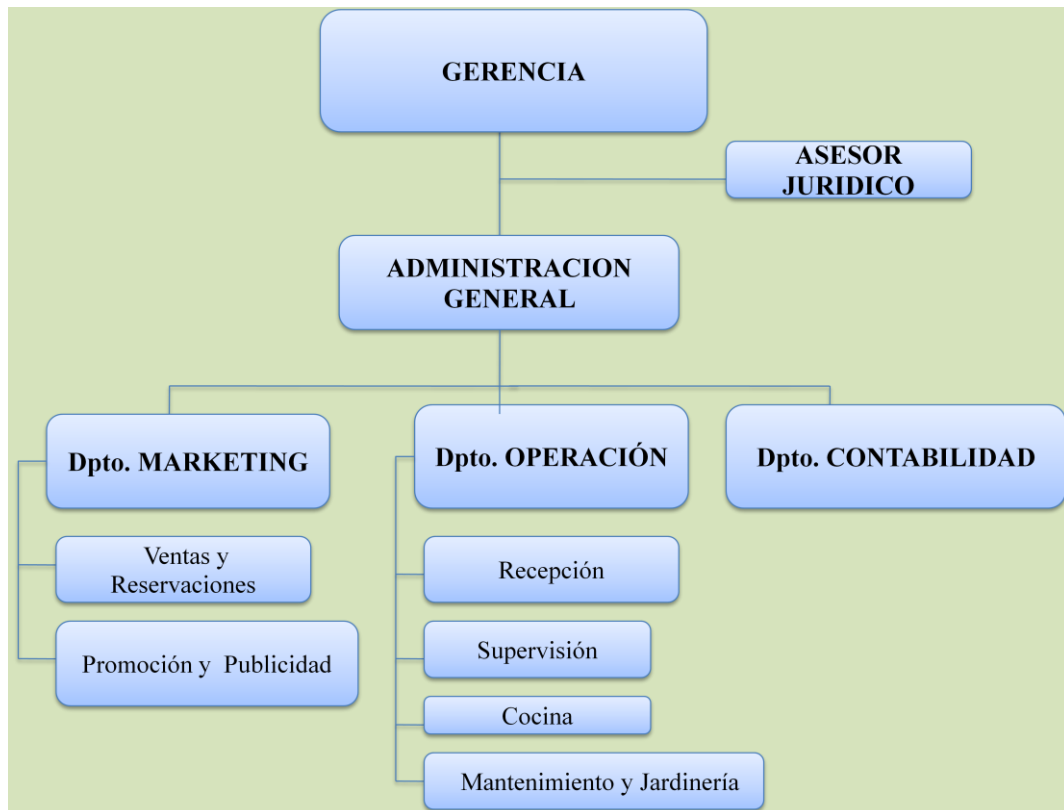 GERENCIA
ASESOR
JURIDICO
ADMINISTRACION
GENERAL
Dpto. MARKETING
Ventas y
Reservaciones
Promoción y Publicidad
Dpto. OPERACIÓN
Recepción
Supervisión
Cocina
Mantenimiento y Jardinería
Dpto. CONTABILIDAD